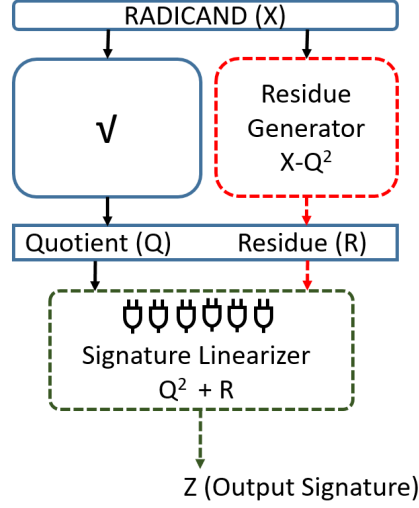 RADICAND (X)
√
Residue
Generator
X-Q²
Quotient (Q)
Residue (R)
Signature Linearizer
Q² + R
Z (Output Signature)